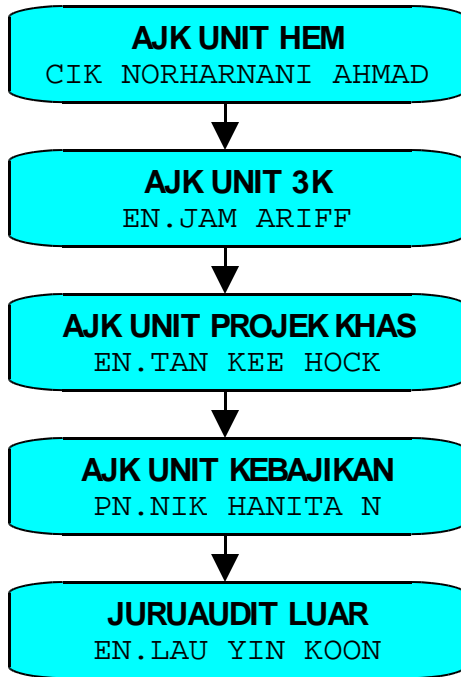 AJK UNIT HEM
CIK NORHARNANI AHMAD
AJK UNIT 3K
EN.JAM ARIFF
AJK UNIT PROJEK KHAS
EN.TAN KEE HOCK
AJK UNIT KEBAJIKAN
PN.NIK HANITA N
JURUAUDIT LUAR
EN.LAU YIN KOON